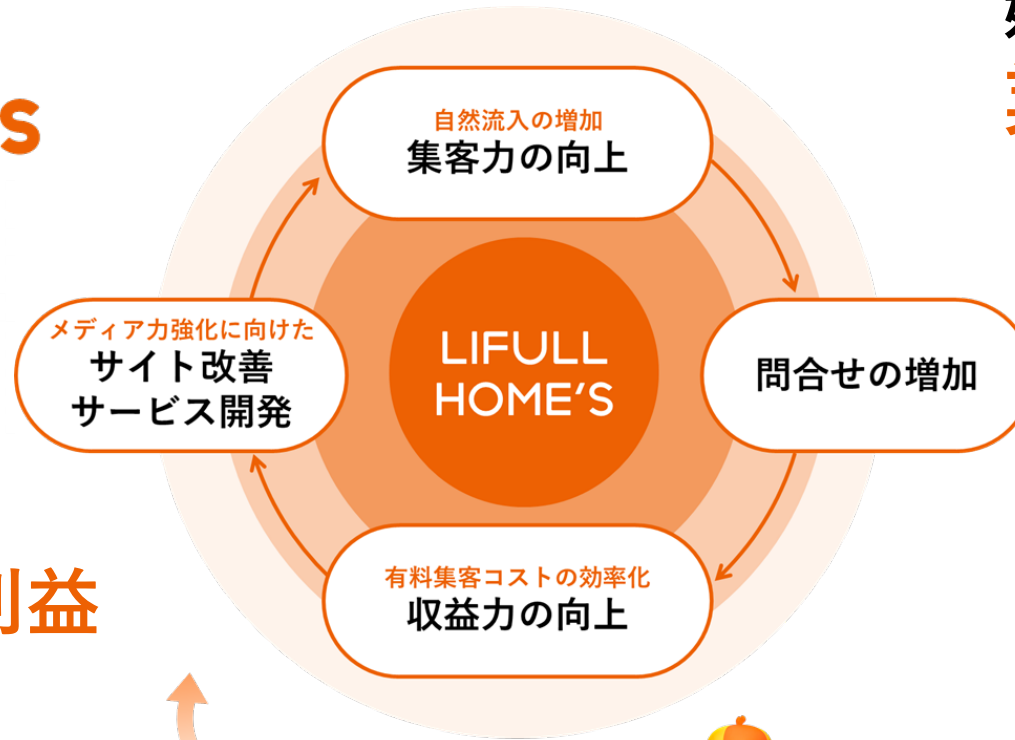 S
自然流入の増加
集客力の向上
メディア力強化に向けた
サイト改善
サービス開発
LIFULL
HOME'S
問合せの増加
有料集客コストの効率化
収益力の向上
利益